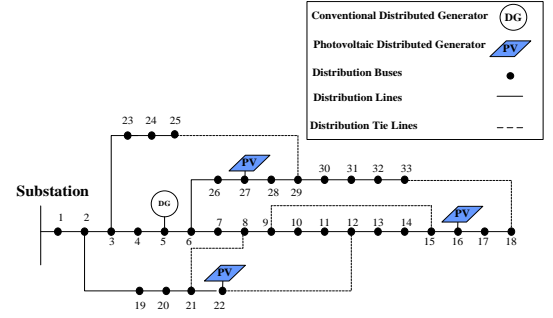 Conventional Distributed Generator DG
Photovoltaic Distributed Generator PV
Distribution Buses
Distribution Lines
Distribution Tie Lines
23 24 25
PV
30 31 32 33
26 27 28 29
Substation
DG
PV
1 2
3 4 5 6 7 8 9 10 11 12 13 14 15 16 17 18
PV
19 20 21 22